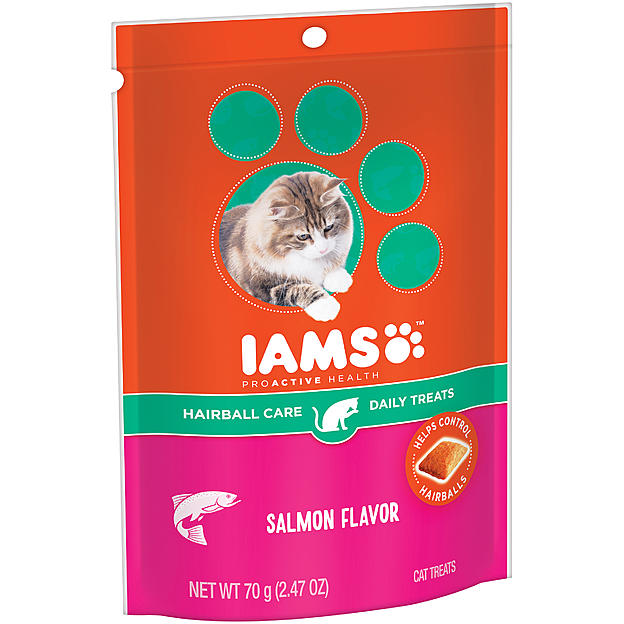 IAMS™
PROACTIVE HEALTH
HAIRBALL CARE DAILY TREATS
HELPS CONTROL
HAIRBALLS
SALMON FLAVOR
NET WT 70 g (2.47 OZ)
CAT TREATS